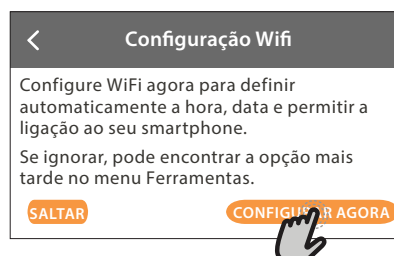 Configuração Wifi
Configure WiFi agora para definir
automaticamente a hora, data e permitir a
ligação ao seu smartphone.
Se ignorar, pode encontrar a opção mais
tarde no menu Ferramentas.
SALTAR
CONFIGURAR AGORA